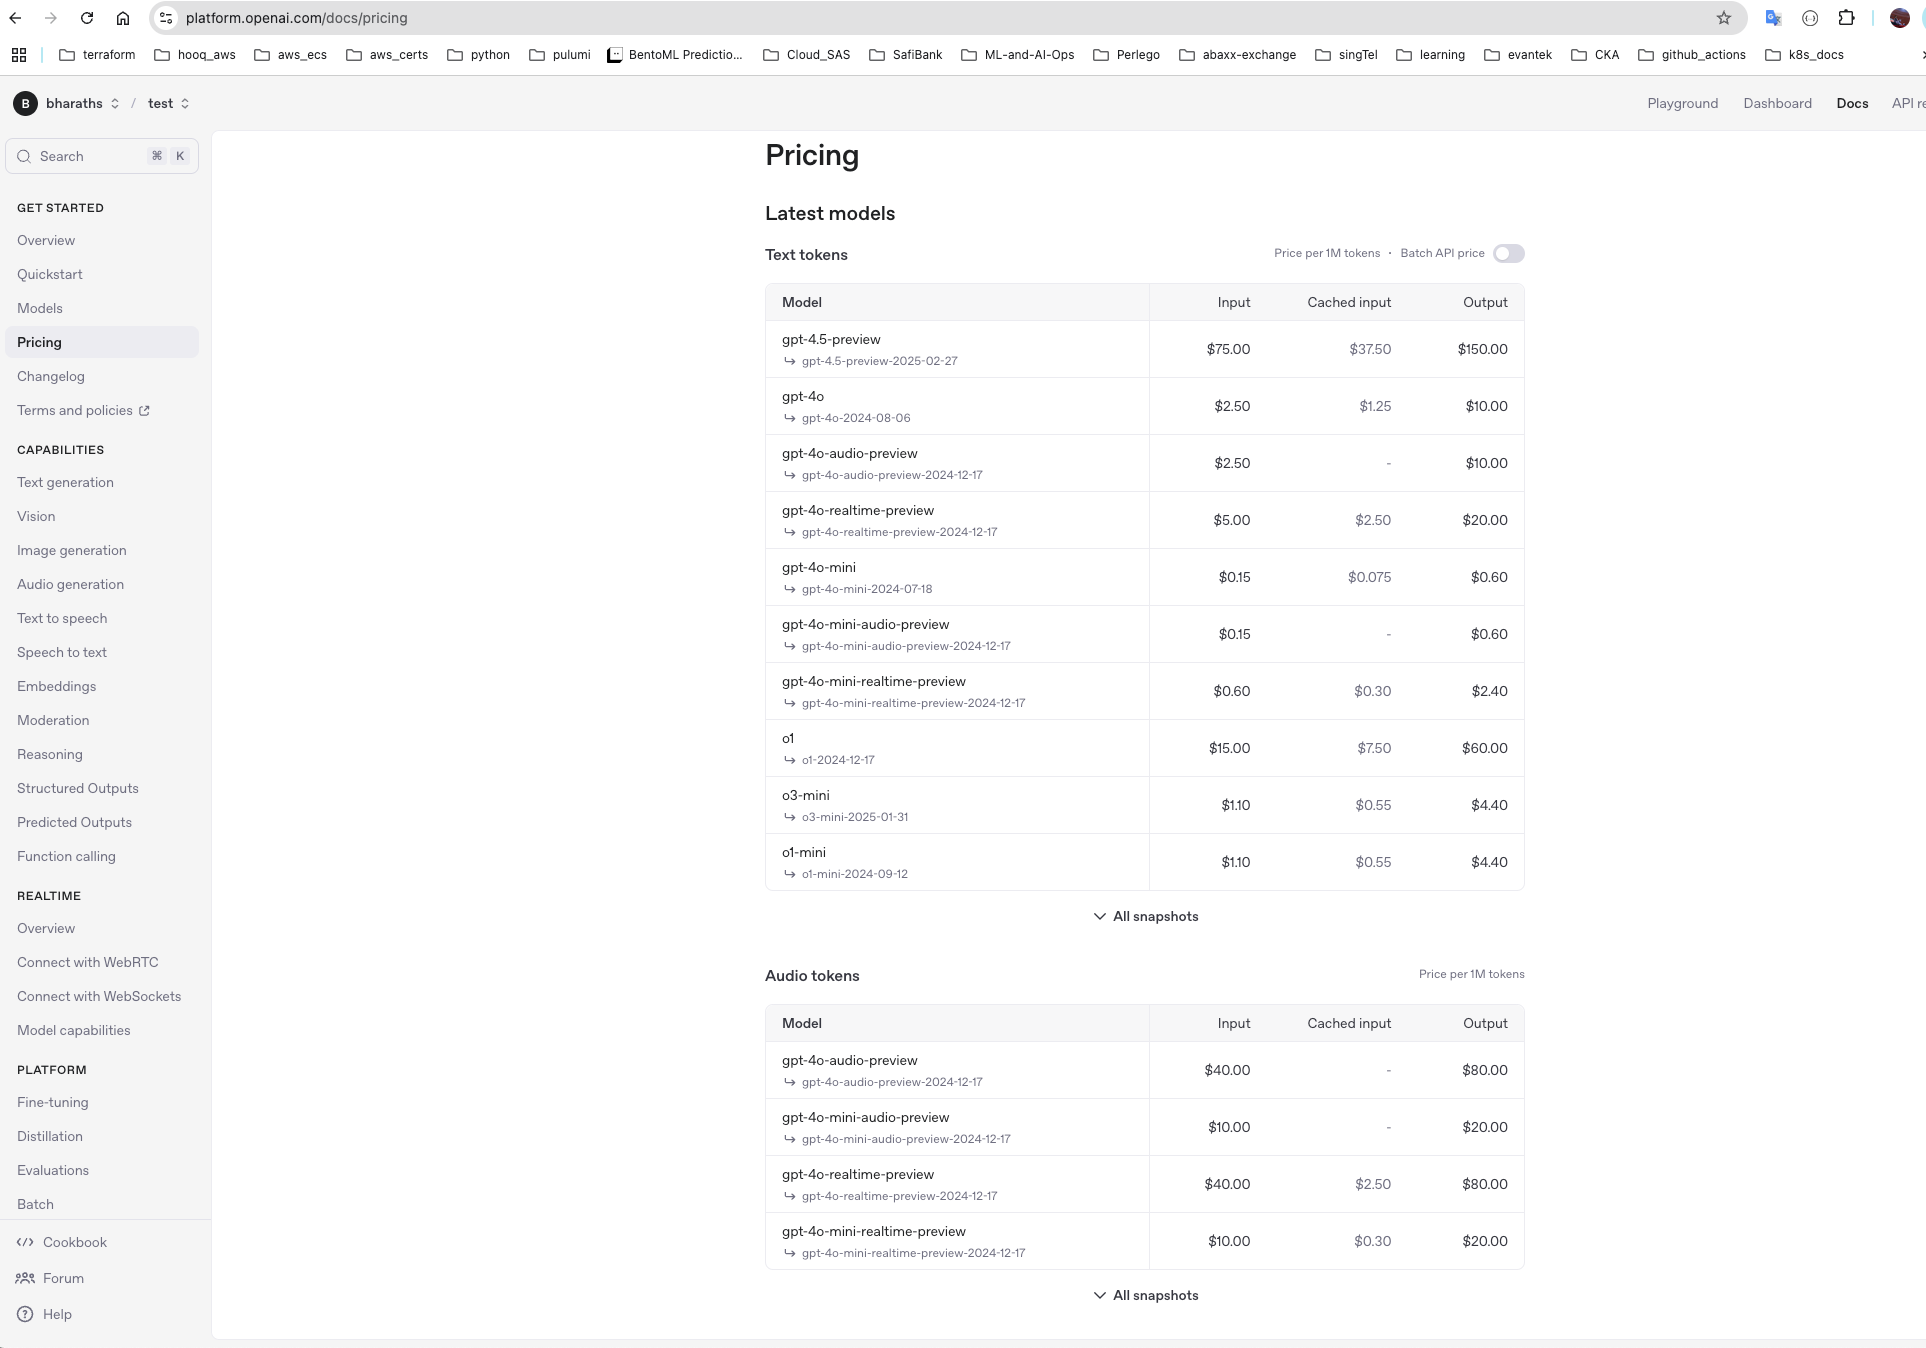 platform.openai.com/docs/pricing
terraform hooq_aws aws_ecs aws_certs python pulumi BentoML Predictio... Cloud_SAS SafiBank ML-and-AI-Ops Perlego abaxx-exchange singTel learning evantek CKA github_actions k8s_docs
B bharaths / test Playground Dashboard Docs API re
Search ⌘ K
GET STARTED
Overview
Quickstart
Models
Pricing
Changelog
Terms and policies
CAPABILITIES
Text generation
Vision
Image generation
Audio generation
Text to speech
Speech to text
Embeddings
Moderation
Reasoning
Structured Outputs
Predicted Outputs
Function calling
REALTIME
Overview
Connect with WebRTC
Connect with WebSockets
Model capabilities
PLATFORM
Fine-tuning
Distillation
Evaluations
Batch
Cookbook
Forum
Help
Pricing
Latest models
Text tokens Price per 1M tokens · Batch API price
Model Input Cached input Output
gpt-4.5-preview
gpt-4.5-preview-2025-02-27 $75.00 $37.50 $150.00
gpt-4o
gpt-4o-2024-08-06 $2.50 $1.25 $10.00
gpt-4o-audio-preview
gpt-4o-audio-preview-2024-12-17 $2.50 - $10.00
gpt-4o-realtime-preview
gpt-4o-realtime-preview-2024-12-17 $5.00 $2.50 $20.00
gpt-4o-mini
gpt-4o-mini-2024-07-18 $0.15 $0.075 $0.60
gpt-4o-mini-audio-preview
gpt-4o-mini-audio-preview-2024-12-17 $0.15 - $0.60
gpt-4o-mini-realtime-preview
gpt-4o-mini-realtime-preview-2024-12-17 $0.60 $0.30 $2.40
o1
o1-2024-12-17 $15.00 $7.50 $60.00
o3-mini
o3-mini-2025-01-31 $1.10 $0.55 $4.40
o1-mini
o1-mini-2024-09-12 $1.10 $0.55 $4.40
All snapshots
Audio tokens Price per 1M tokens
Model Input Cached input Output
gpt-4o-audio-preview
gpt-4o-audio-preview-2024-12-17 $40.00 - $80.00
gpt-4o-mini-audio-preview
gpt-4o-mini-audio-preview-2024-12-17 $10.00 - $20.00
gpt-4o-realtime-preview
gpt-4o-realtime-preview-2024-12-17 $40.00 $2.50 $80.00
gpt-4o-mini-realtime-preview
gpt-4o-mini-realtime-preview-2024-12-17 $10.00 $0.30 $20.00
All snapshots